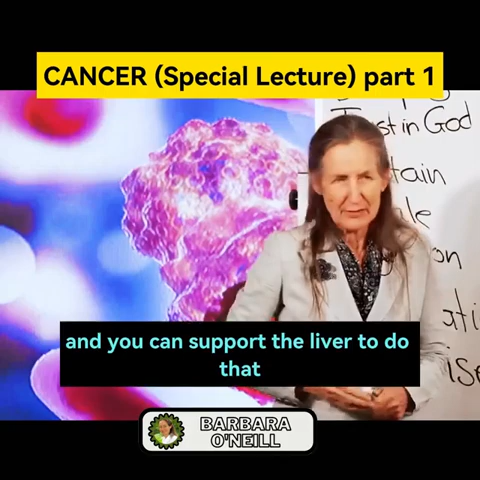 CANCER (Special Lecture) part 1
Trust in God
and you can support the liver to do
that
BARBARA
O'NEILL